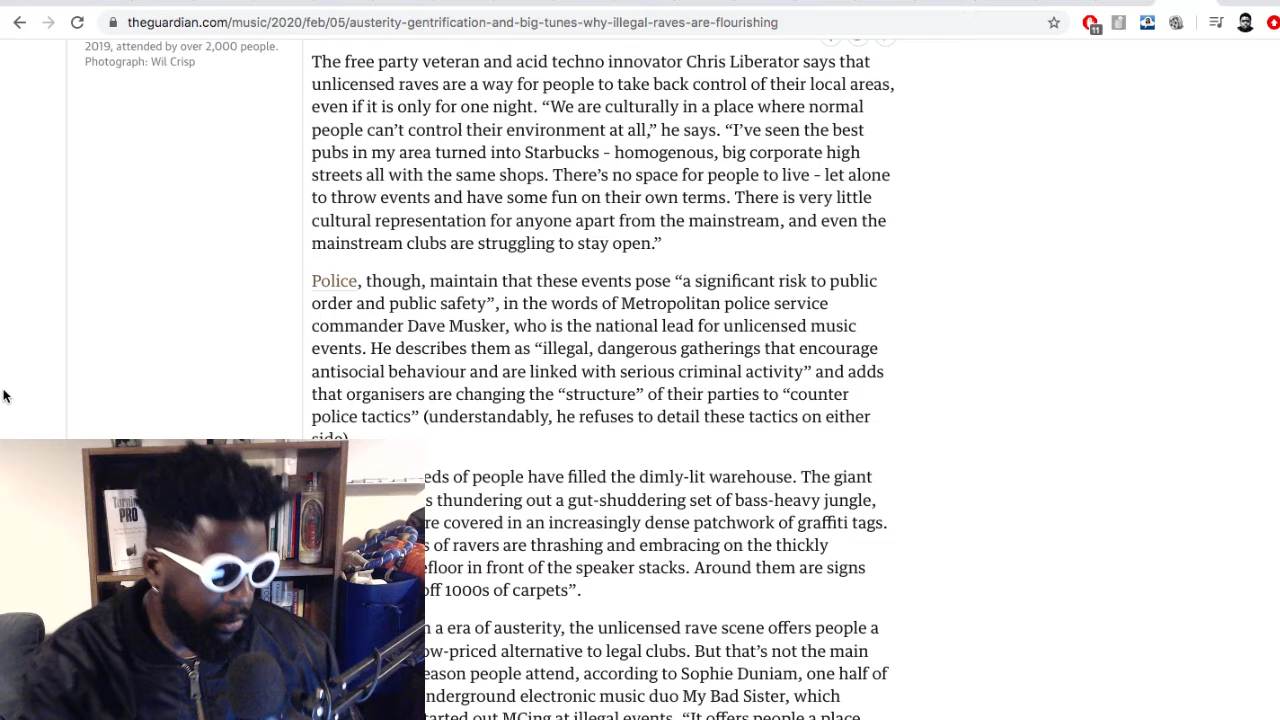 theguardian.com/music/2020/feb/05/austerity-gentrification-and-big-tunes-why-illegal-raves-are-flourishing
11
2019, attended by over 2,000 people.
Photograph: Wil Crisp
The free party veteran and acid techno innovator Chris Liberator says that
unlicensed raves are a way for people to take back control of their local areas,
even if it is only for one night. “We are culturally in a place where normal
people can’t control their environment at all,” he says. “I’ve seen the best
pubs in my area turned into Starbucks – homogenous, big corporate high
streets all with the same shops. There’s no space for people to live – let alone
to throw events and have some fun on their own terms. There is very little
cultural representation for anyone apart from the mainstream, and even the
mainstream clubs are struggling to stay open.”
Police, though, maintain that these events pose “a significant risk to public
order and public safety”, in the words of Metropolitan police service
commander Dave Musker, who is the national lead for unlicensed music
events. He describes them as “illegal, dangerous gatherings that encourage
antisocial behaviour and are linked with serious criminal activity” and adds
that organisers are changing the “structure” of their parties to “counter
police tactics” (understandably, he refuses to detail these tactics on either
side)
eds of people have filled the dimly-lit warehouse. The giant
s thundering out a gut-shuddering set of bass-heavy jungle,
re covered in an increasingly dense patchwork of graffiti tags.
s of ravers are thrashing and embracing on the thickly
efloor in front of the speaker stacks. Around them are signs
off 1000s of carpets”.
n a era of austerity, the unlicensed rave scene offers people a
ow-priced alternative to legal clubs. But that’s not the main
eason people attend, according to Sophie Duniam, one half of
nderground electronic music duo My Bad Sister, which
tarted out MCing at illegal events. “It offers people a place
PRO